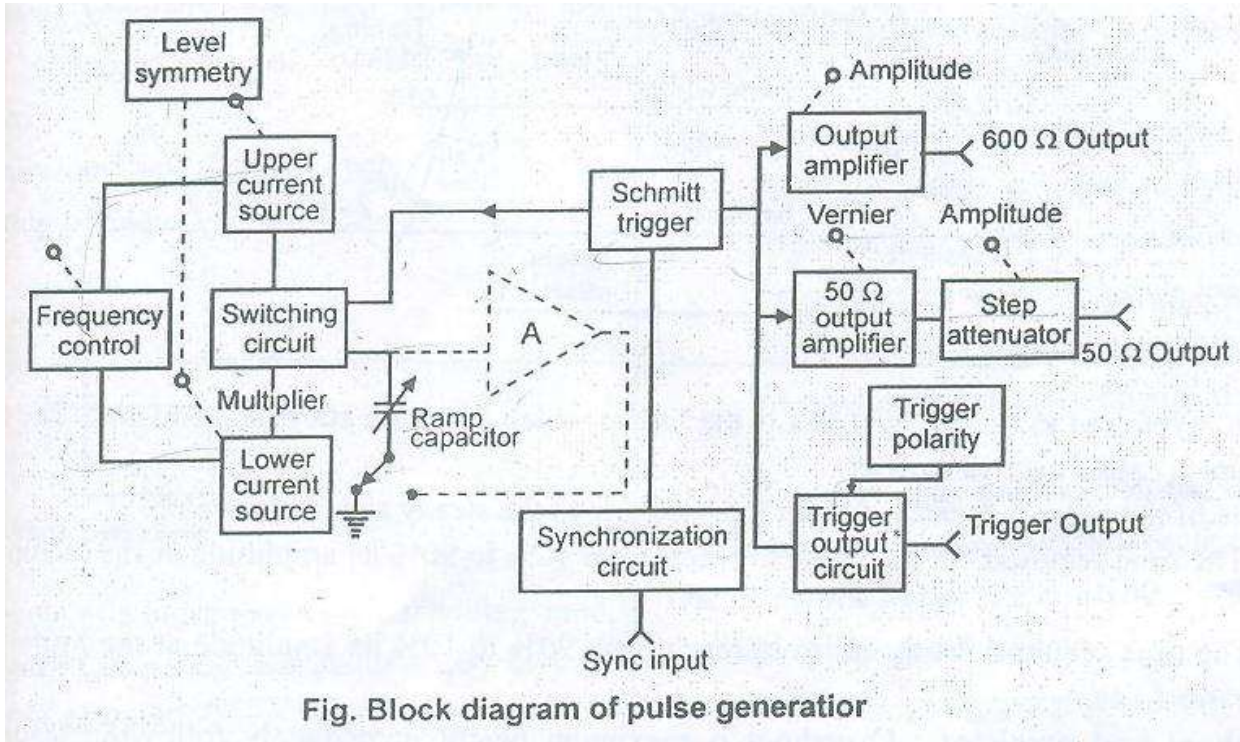 Level
symmetry
Amplitude
Output
amplifier
600 Ω Output
Upper
current
source
Schmitt
trigger
Vernier
Amplitude
Frequency
control
Switching
circuit
A
50 Ω
output
amplifier
Step
attenuator
50 Ω Output
Multiplier
Ramp
capacitor
Trigger
polarity
Lower
current
source
Synchronization
circuit
Trigger
output*
circuit
Trigger Output
Sync input
Fig. Block diagram of pulse generatior